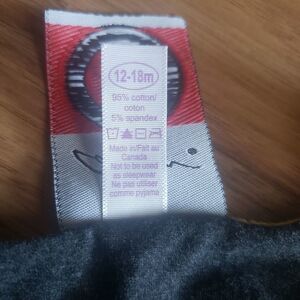 12-18m
95% cotton/
coton
5% spandex
Made in/Fait au
Canada
Not to be used
as sleepwear
Ne pas utiliser
comme pyjama